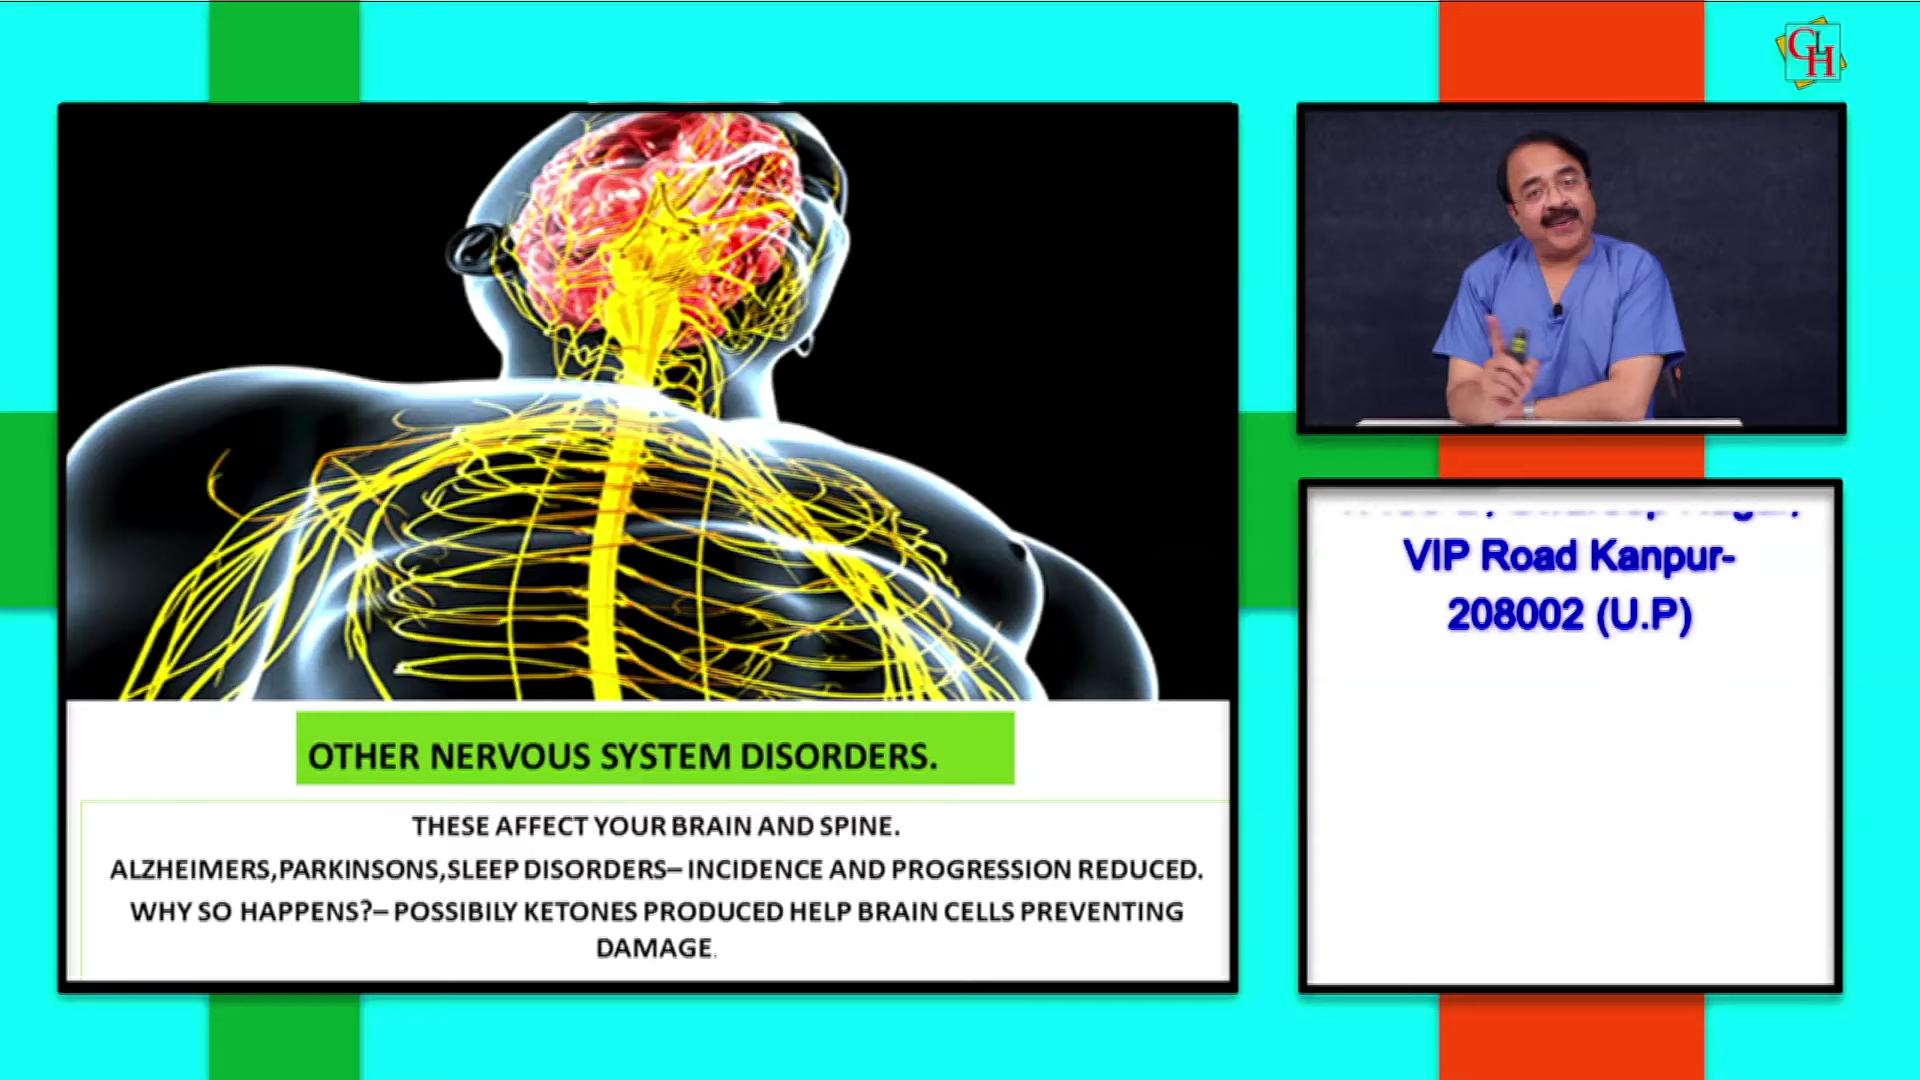 GLH
OTHER NERVOUS SYSTEM DISORDERS.
THESE AFFECT YOUR BRAIN AND SPINE.
ALZHEIMERS,PARKINSONS,SLEEP DISORDERS– INCIDENCE AND PROGRESSION REDUCED.
WHY SO HAPPENS?– POSSIBILY KETONES PRODUCED HELP BRAIN CELLS PREVENTING
DAMAGE.
VIP Road Kanpur-
208002 (U.P)